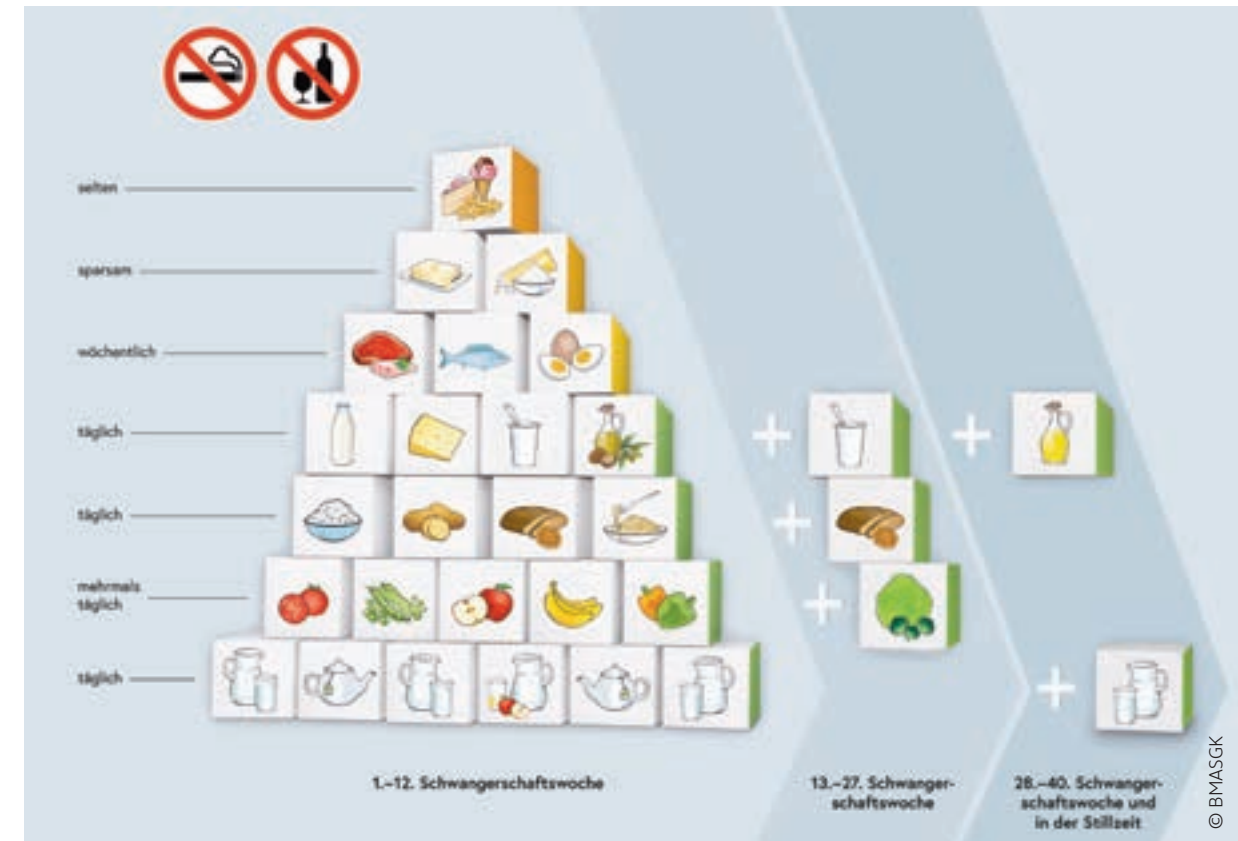 selten
sparsam
wöchentlich
täglich
täglich
mehrmals
täglich
täglich
1.–12. Schwangerschaftswoche
13.–27. Schwanger-
schaftswoche
28.–40. Schwanger-
schaftswoche und
in der Stillzeit
© BMASGK